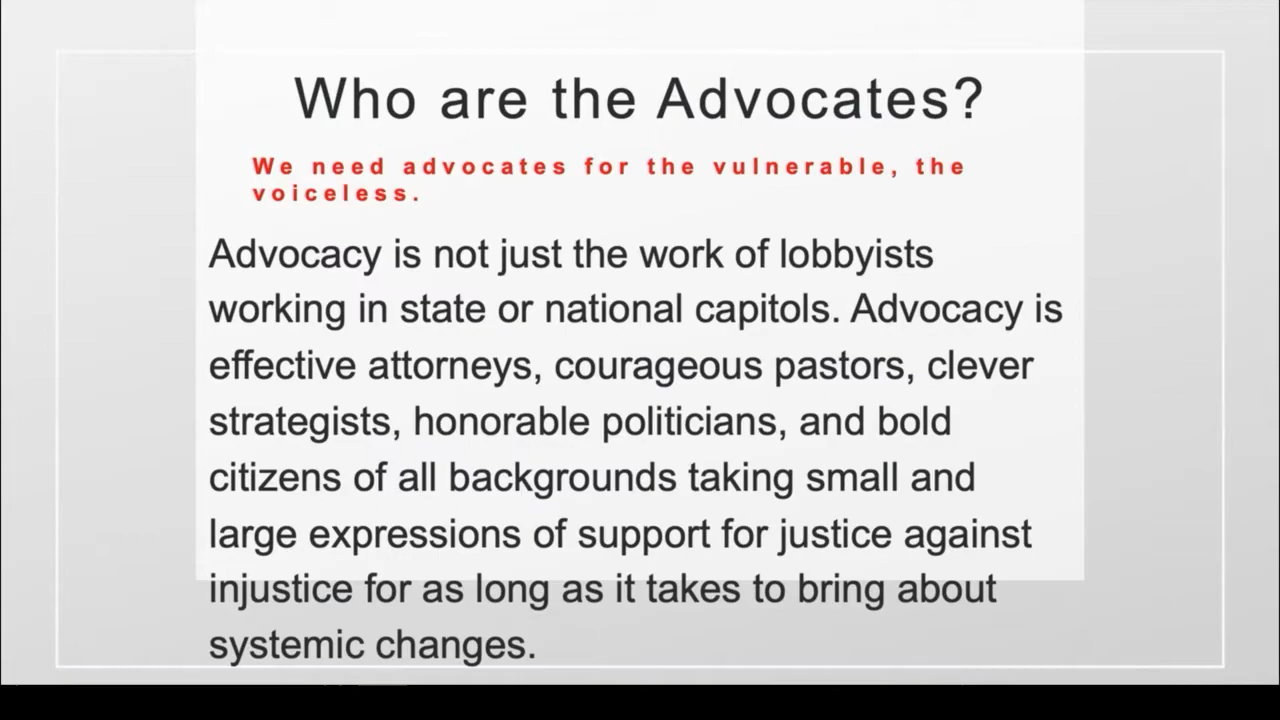 Who are the Advocates?
We need advocates for the vulnerable, the
voiceless.
Advocacy is not just the work of lobbyists
working in state or national capitols. Advocacy is
effective attorneys, courageous pastors, clever
strategists, honorable politicians, and bold
citizens of all backgrounds taking small and
large expressions of support for justice against
injustice for as long as it takes to bring about
systemic changes.